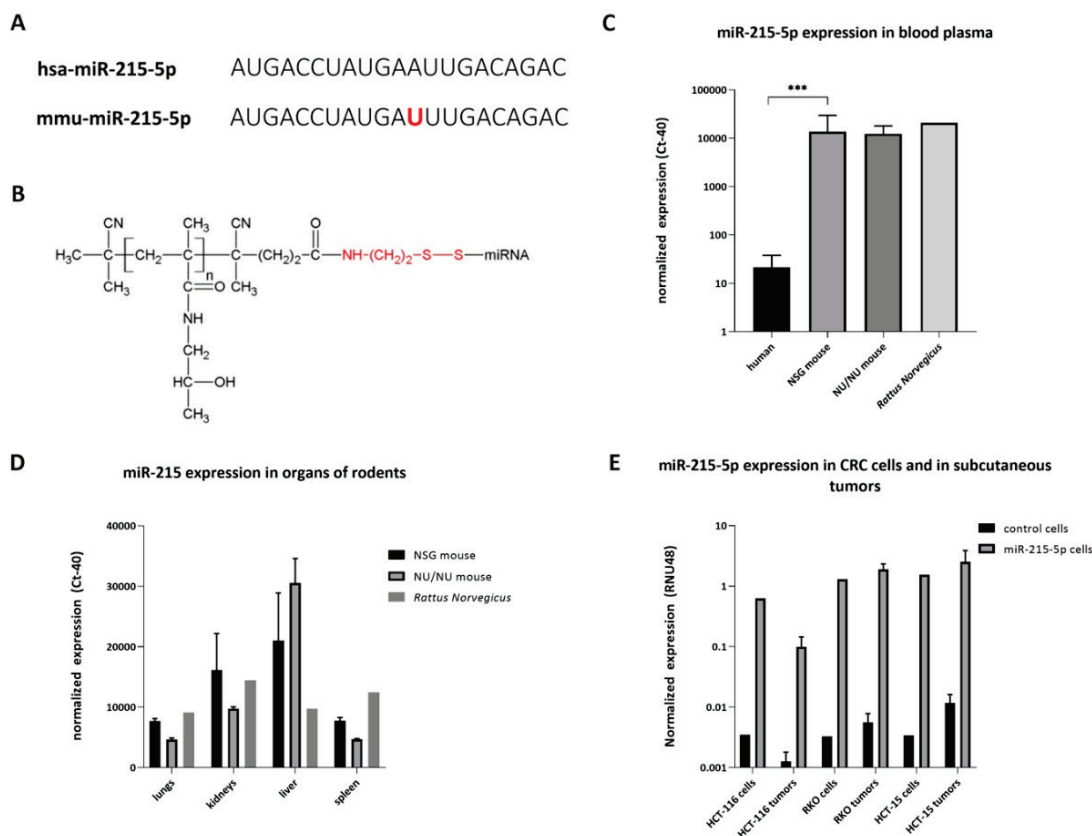 A
hsa-miR-215-5p AUGACCUAUGAAUUGACAGAC
mmu-miR-215-5p AUGACCUAUGAUUUGACAGAC
B
CN
CH₃
CN
O
H₃C
CH₂
(CH₂)₂
NH-(CH₂)₂-S-S-miRNA
n
CH₃
C=O
CH₃
NH
CH₂
CH-OH
CH₃
C
miR-215-5p expression in blood plasma
normalized expression (Ct-40)
100000
10000
1000
100
10
1
***
human
NSG mouse
NU/NU mouse
Rattus Norvegicus
D
miR-215 expression in organs of rodents
normalized expression (Ct-40)
40000
30000
20000
10000
0
NSG mouse
NU/NU mouse
Rattus Norvegicus
lungs
kidneys
liver
spleen
E
miR-215-5p expression in CRC cells and in subcutaneous
tumors
Normalized expression (RNU48)
10
1
0.1
0.01
0.001
control cells
miR-215-5p cells
HCT-116 cells
HCT-116 tumors
RKO cells
RKO tumors
HCT-15 cells
HCT-15 tumors